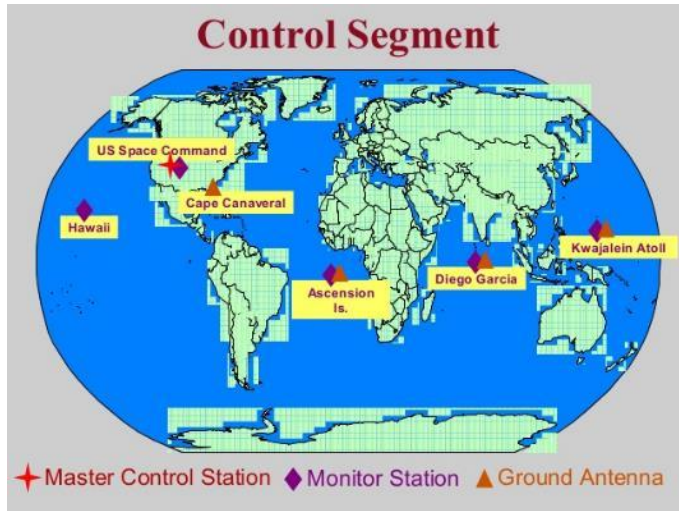 Control Segment
US Space Command
Cape Canaveral
Hawaii
Kwajalein Atoll
Diego Garcia
Ascension
Is.
Master Control Station Monitor Station Ground Antenna